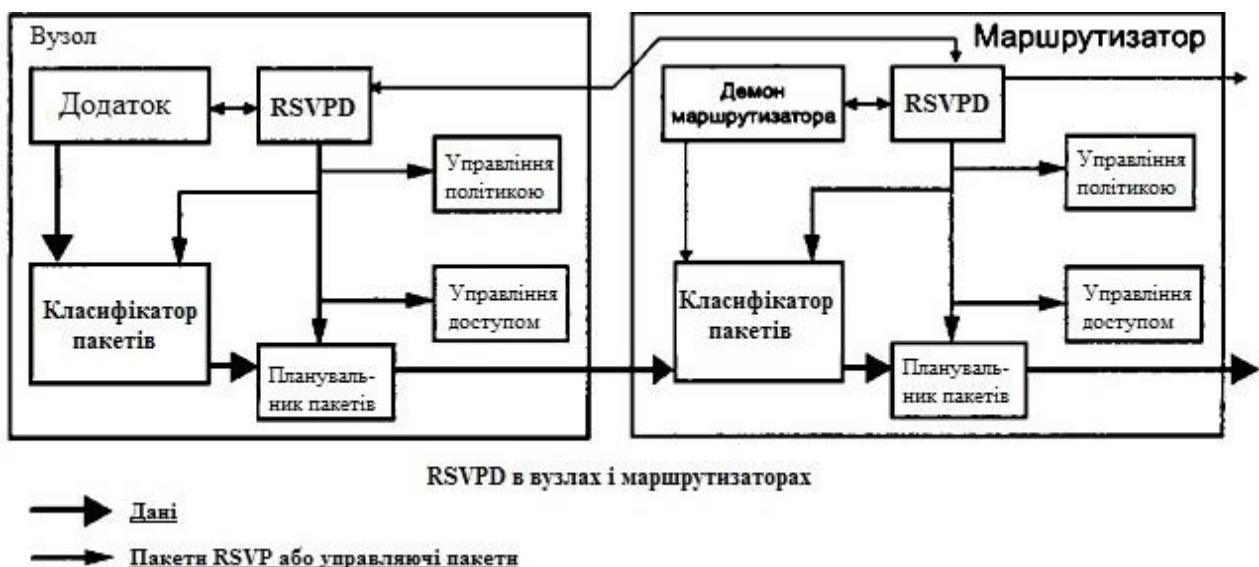 Вузол
Додаток
RSVPD
Управління
політикою
Класифікатор
пакетів
Управління
доступом
Плануваль-
ник пакетів
Маршрутизатор
Демон
маршрутизатора
RSVPD
Управління
політикою
Класифікатор
пакетів
Управління
доступом
Плануваль-
ник пакетів
RSVPD в вузлах і маршрутизаторах
Дані
Пакети RSVP або управляючі пакети